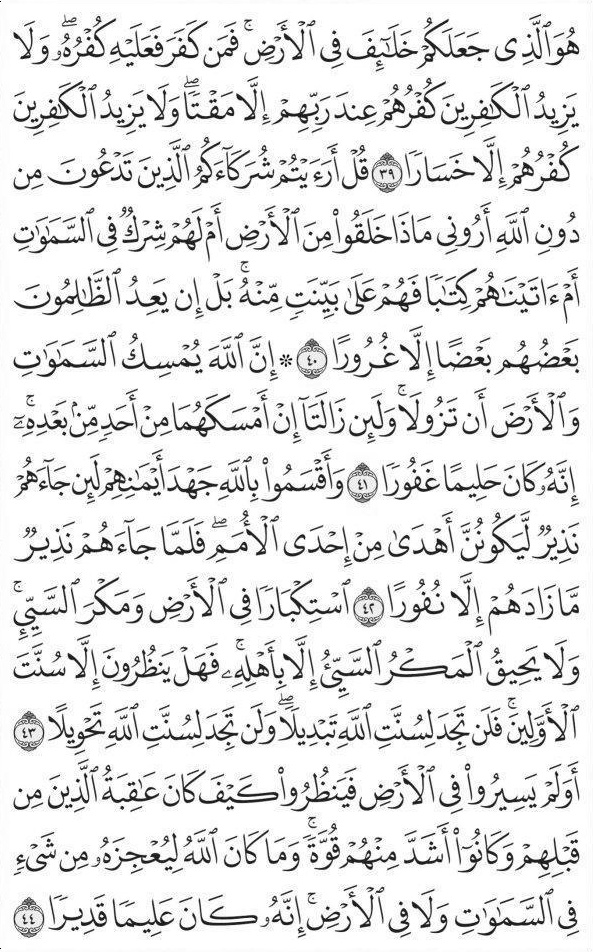 هُوَ ٱلَّذِى جَعَلَكُمْ خَلَٰٓئِفَ فِى ٱلْأَرْضِ ۚ فَمَن كَفَرَ فَعَلَيْهِ كُفْرُهُۥ ۖ وَلَا
يَزِيدُ ٱلْكَٰفِرِينَ كُفْرُهُمْ عِندَ رَبِّهِمْ إِلَّا مَقْتًا ۖ وَلَا يَزِيدُ ٱلْكَٰفِرِينَ
كُفْرُهُمْ إِلَّا خَسَارًا ٣٩ قُلْ أَرَءَيْتُمْ شُرَكَآءَكُمُ ٱلَّذِينَ تَدْعُونَ مِن
دُونِ ٱللَّهِ أَرُونِى مَاذَا خَلَقُوا۟ مِنَ ٱلْأَرْضِ أَمْ لَهُمْ شِرْكٌ فِى ٱلسَّمَٰوَٰتِ
أَمْ ءَاتَيْنَٰهُمْ كِتَٰبًا فَهُمْ عَلَىٰ بَيِّنَتٍ مِّنْهُ ۚ بَلْ إِن يَعِدُ ٱلظَّٰلِمُونَ
بَعْضُهُم بَعْضًا إِلَّا غُرُورًا ٤٠ ۞ إِنَّ ٱللَّهَ يُمْسِكُ ٱلسَّمَٰوَٰتِ
وَٱلْأَرْضَ أَن تَزُولَا ۚ وَلَئِن زَالَتَآ إِنْ أَمْسَكَهُمَا مِنْ أَحَدٍ مِّنۢ بَعْدِهِۦٓ ۚ
إِنَّهُۥ كَانَ حَلِيمًا غَفُورًا ٤١ وَأَقْسَمُوا۟ بِٱللَّهِ جَهْدَ أَيْمَٰنِهِمْ لَئِن جَآءَهُمْ
نَذِيرٌ لَّيَكُونُنَّ أَهْدَىٰ مِنْ إِحْدَى ٱلْأُمَمِ ۖ فَلَمَّا جَآءَهُمْ نَذِيرٌ
مَّا زَادَهُمْ إِلَّا نُفُورًا ٤٢ ٱسْتِكْبَارًا فِى ٱلْأَرْضِ وَمَكْرَ ٱلسَّيِّئِ ۚ
وَلَا يَحِيقُ ٱلْمَكْرُ ٱلسَّيِّئُ إِلَّا بِأَهْلِهِۦ ۚ فَهَلْ يَنظُرُونَ إِلَّا سُنَّتَ
ٱلْأَوَّلِينَ ۚ فَلَن تَجِدَ لِسُنَّتِ ٱللَّهِ تَبْدِيلًا ۖ وَلَن تَجِدَ لِسُنَّتِ ٱللَّهِ تَحْوِيلًا ٤٣
أَوَلَمْ يَسِيرُوا۟ فِى ٱلْأَرْضِ فَيَنظُرُوا۟ كَيْفَ كَانَ عَٰقِبَةُ ٱلَّذِينَ مِن
قَبْلِهِمْ وَكَانُوٓا۟ أَشَدَّ مِنْهُمْ قُوَّةً ۚ وَمَا كَانَ ٱللَّهُ لِيُعْجِزَهُۥ مِن شَىْءٍ
فِى ٱلسَّمَٰوَٰتِ وَلَا فِى ٱلْأَرْضِ ۚ إِنَّهُۥ كَانَ عَلِيمًا قَدِيرًا ٤٤